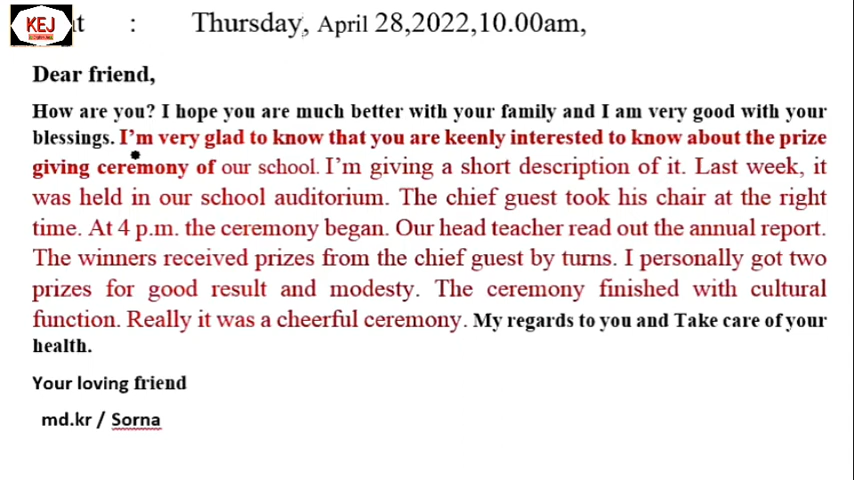 KEJ
: Thursday, April 28,2022,10.00am,
Dear friend,
How are you? I hope you are much better with your family and I am very good with your
blessings. I'm very glad to know that you are keenly interested to know about the prize
giving ceremony of our school. I'm giving a short description of it. Last week, it
was held in our school auditorium. The chief guest took his chair at the right
time. At 4 p.m. the ceremony began. Our head teacher read out the annual report.
The winners received prizes from the chief guest by turns. I personally got two
prizes for good result and modesty. The ceremony finished with cultural
function. Really it was a cheerful ceremony. My regards to you and Take care of your
health.
Your loving friend
md.kr / Sorna